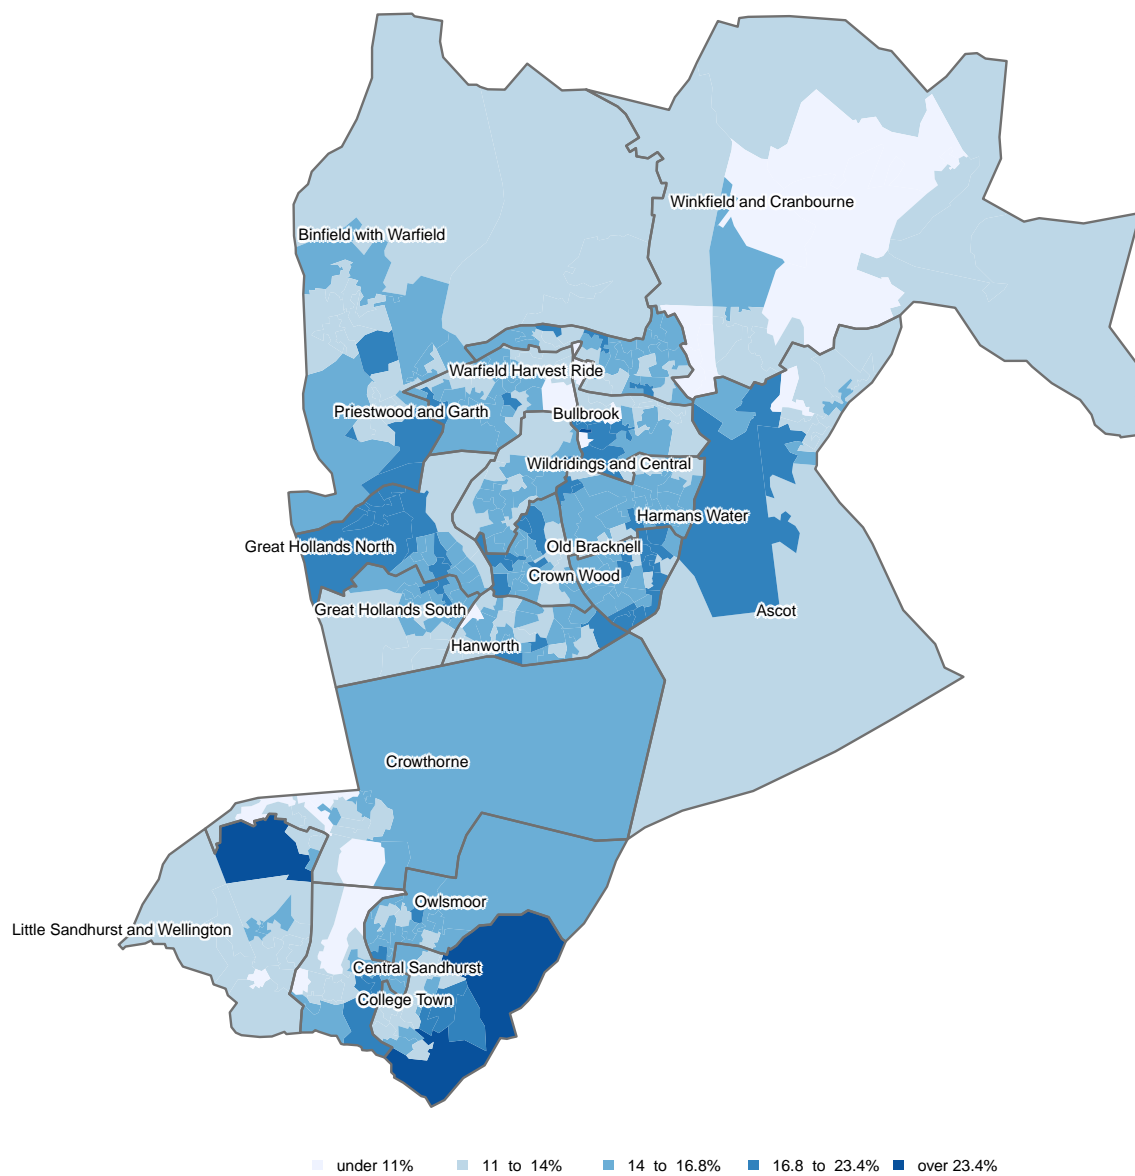 Winkfield and Cranbourne
Binfield with Warfield
Warfield Harvest Ride
Priestwood and Garth
Bullbrook
Wildridings and Central
Harmans Water
Great Hollands North
Old Bracknell
Crown Wood
Great Hollands South
Ascot
Hanworth
Crowthorne
Owlsmoor
Little Sandhurst and Wellington
Central Sandhurst
College Town
under 11% 11 to 14% 14 to 16.8% 16.8 to 23.4% over 23.4%